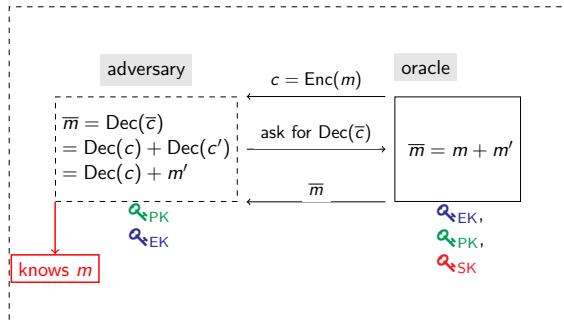 adversary
oracle
c = Enc(m)
m̅ = Dec(c̅)
= Dec(c) + Dec(c′)
= Dec(c) + m′
ask for Dec(c̅)
m̅ = m + m′
m̅
PK
EK
EK,
PK,
SK
knows m